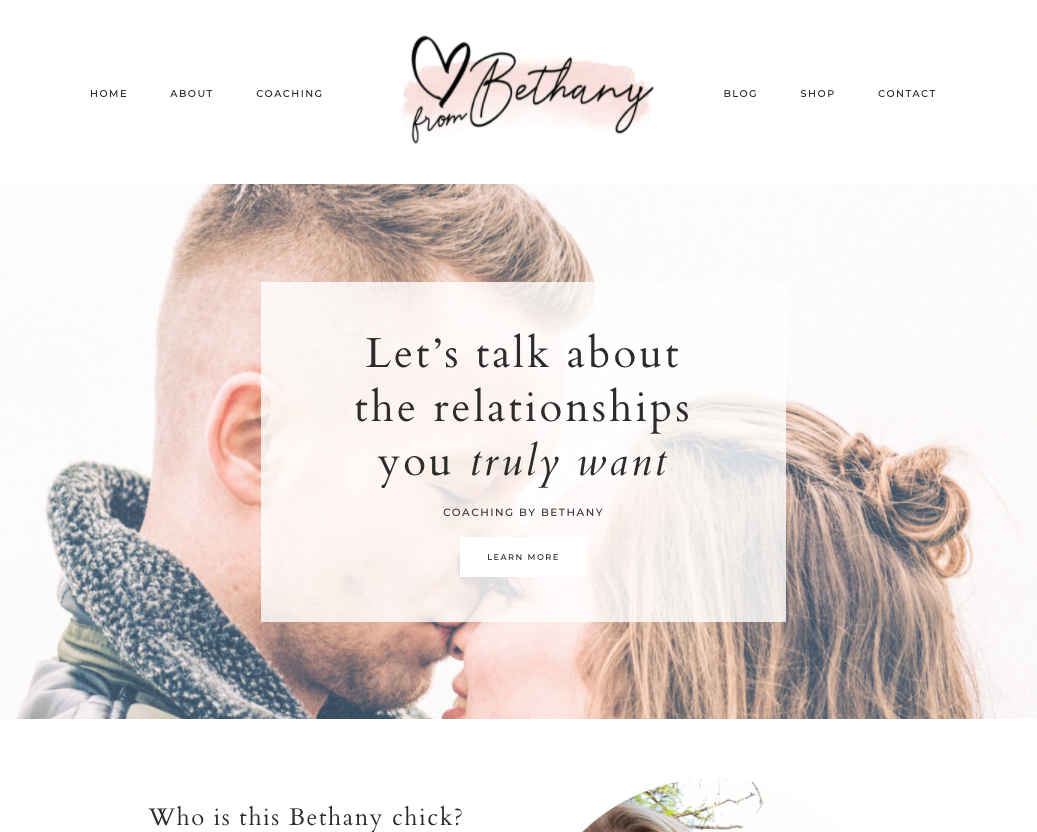 HOME ABOUT COACHING
from Bethany
BLOG SHOP CONTACT
Let’s talk about
the relationships
you truly want
COACHING BY BETHANY
LEARN MORE
Who is this Bethany chick?